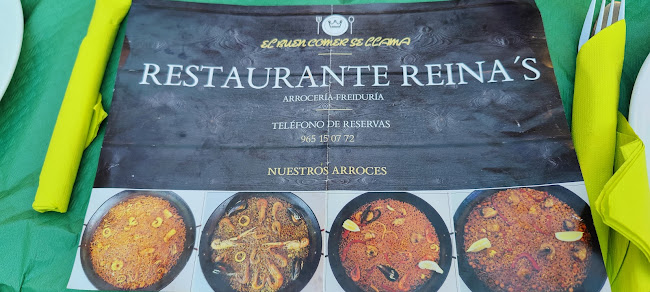 EL BUEN COMER SE LLAMA
RESTAURANTE REINA´S
ARROCERÍA-FREIDURÍA
TELÉFONO DE RESERVAS
965 15 07 72
NUESTROS ARROCES